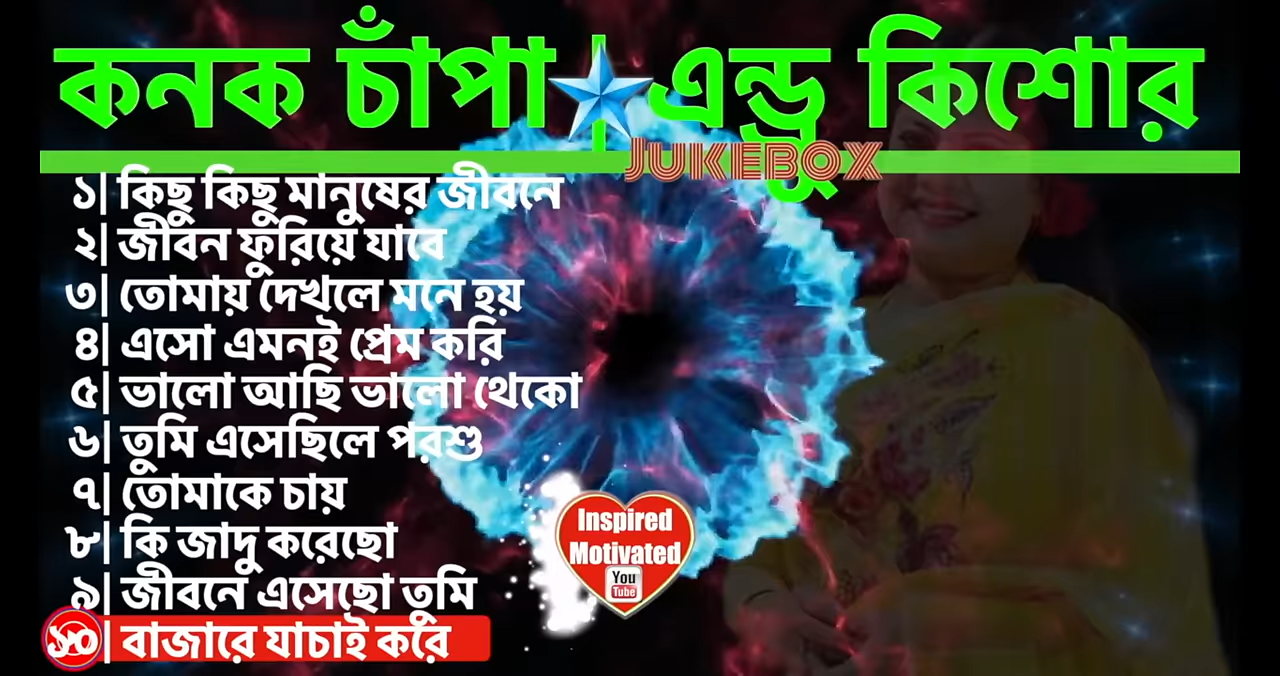 কনক চাঁপা | এন্ড্রু কিশোর
JUKEBOX
১| কিছু কিছু মানুষের জীবনে
২| জীবন ফুরিয়ে যাবে
৩| তোমায় দেখলে মনে হয়
৪| এসো এমনই প্রেম করি
৫| ভালো আছি ভালো থেকো
৬| তুমি এসেছিলে পরশু
৭| তোমাকে চায়
৮| কি জাদু করেছো
৯| জীবনে এসেছো তুমি
১০| বাজারে যাচাই করে
Inspired
Motivated
You
Tube